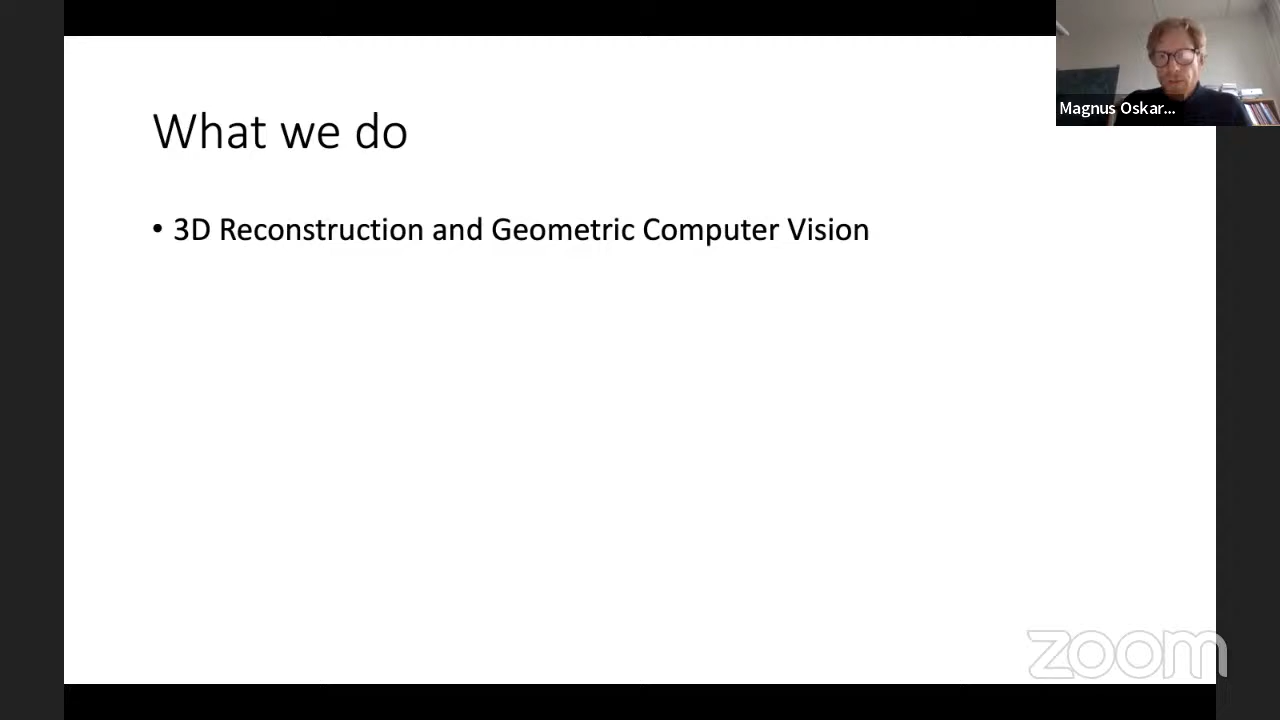 What we do
• 3D Reconstruction and Geometric Computer Vision
Magnus Oskar...
zoom